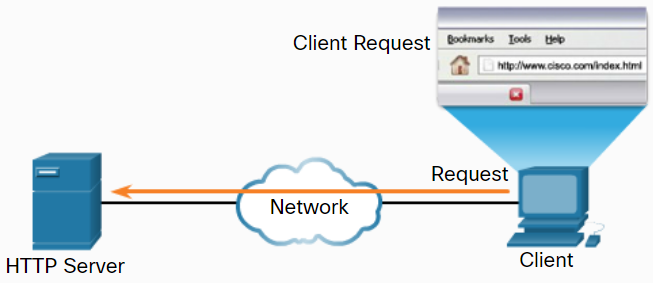 Client Request
Bookmarks Tools Help
http://www.cisco.com/index.html
Request
Network
HTTP Server
Client